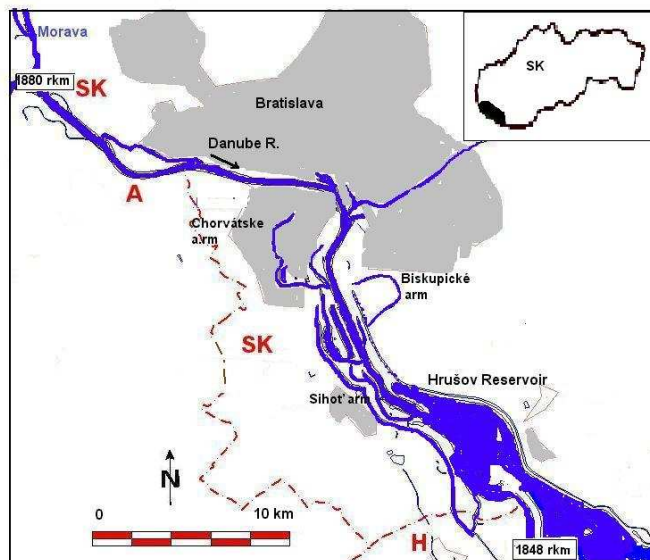 Morava
1880 rkm
SK
SK
Bratislava
Danube R.
A
Chorvátske
arm
Biskupické
arm
SK
Hrušov Reservoir
Sihoť arm
N
0
10 km
H
1848 rkm